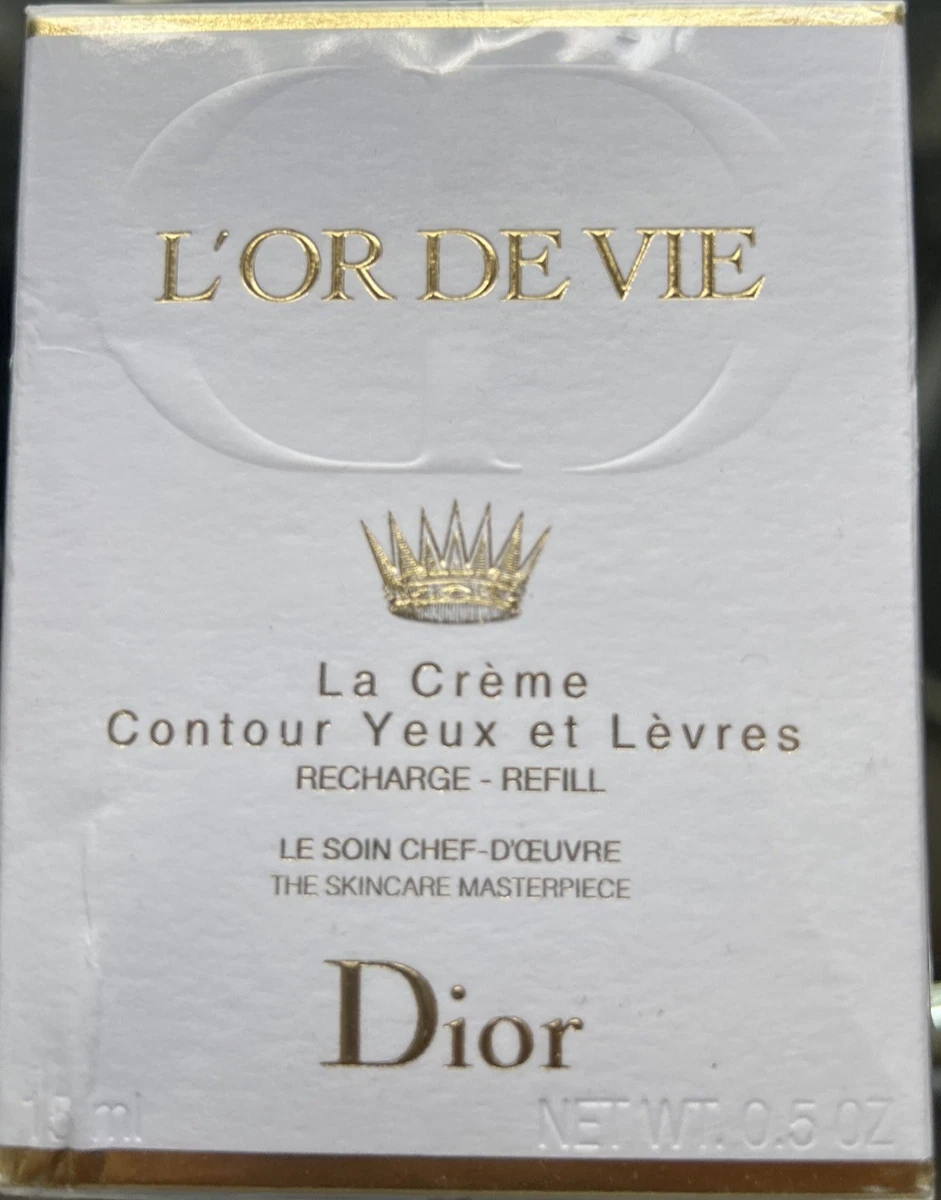 L'OR DE VIE
La Crème
Contour Yeux et Lèvres
RECHARGE - REFILL
LE SOIN CHEF-D'ŒUVRE
THE SKINCARE MASTERPIECE
Dior
15 ml NET WT. 0.5 OZ